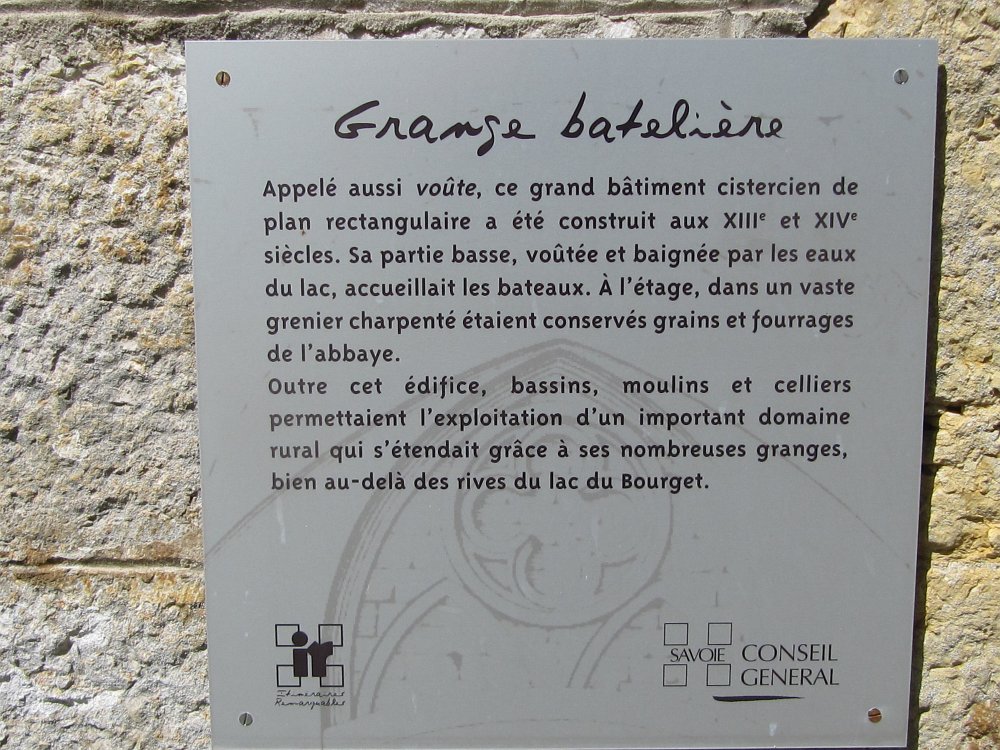 Grange batelière
Appelé aussi voûte, ce grand bâtiment cistercien de
plan rectangulaire a été construit aux XIIIe et XIVe
siècles. Sa partie basse, voûtée et baignée par les eaux
du lac, accueillait les bateaux. À l'étage, dans un vaste
grenier charpenté étaient conservés grains et fourrages
de l'abbaye.
Outre cet édifice, bassins, moulins et celliers
permettaient l'exploitation d'un important domaine
rural qui s'étendait grâce à ses nombreuses granges,
bien au-delà des rives du lac du Bourget.
ir
Itinéraires
Remarquables
SAVOIE CONSEIL
GENERAL